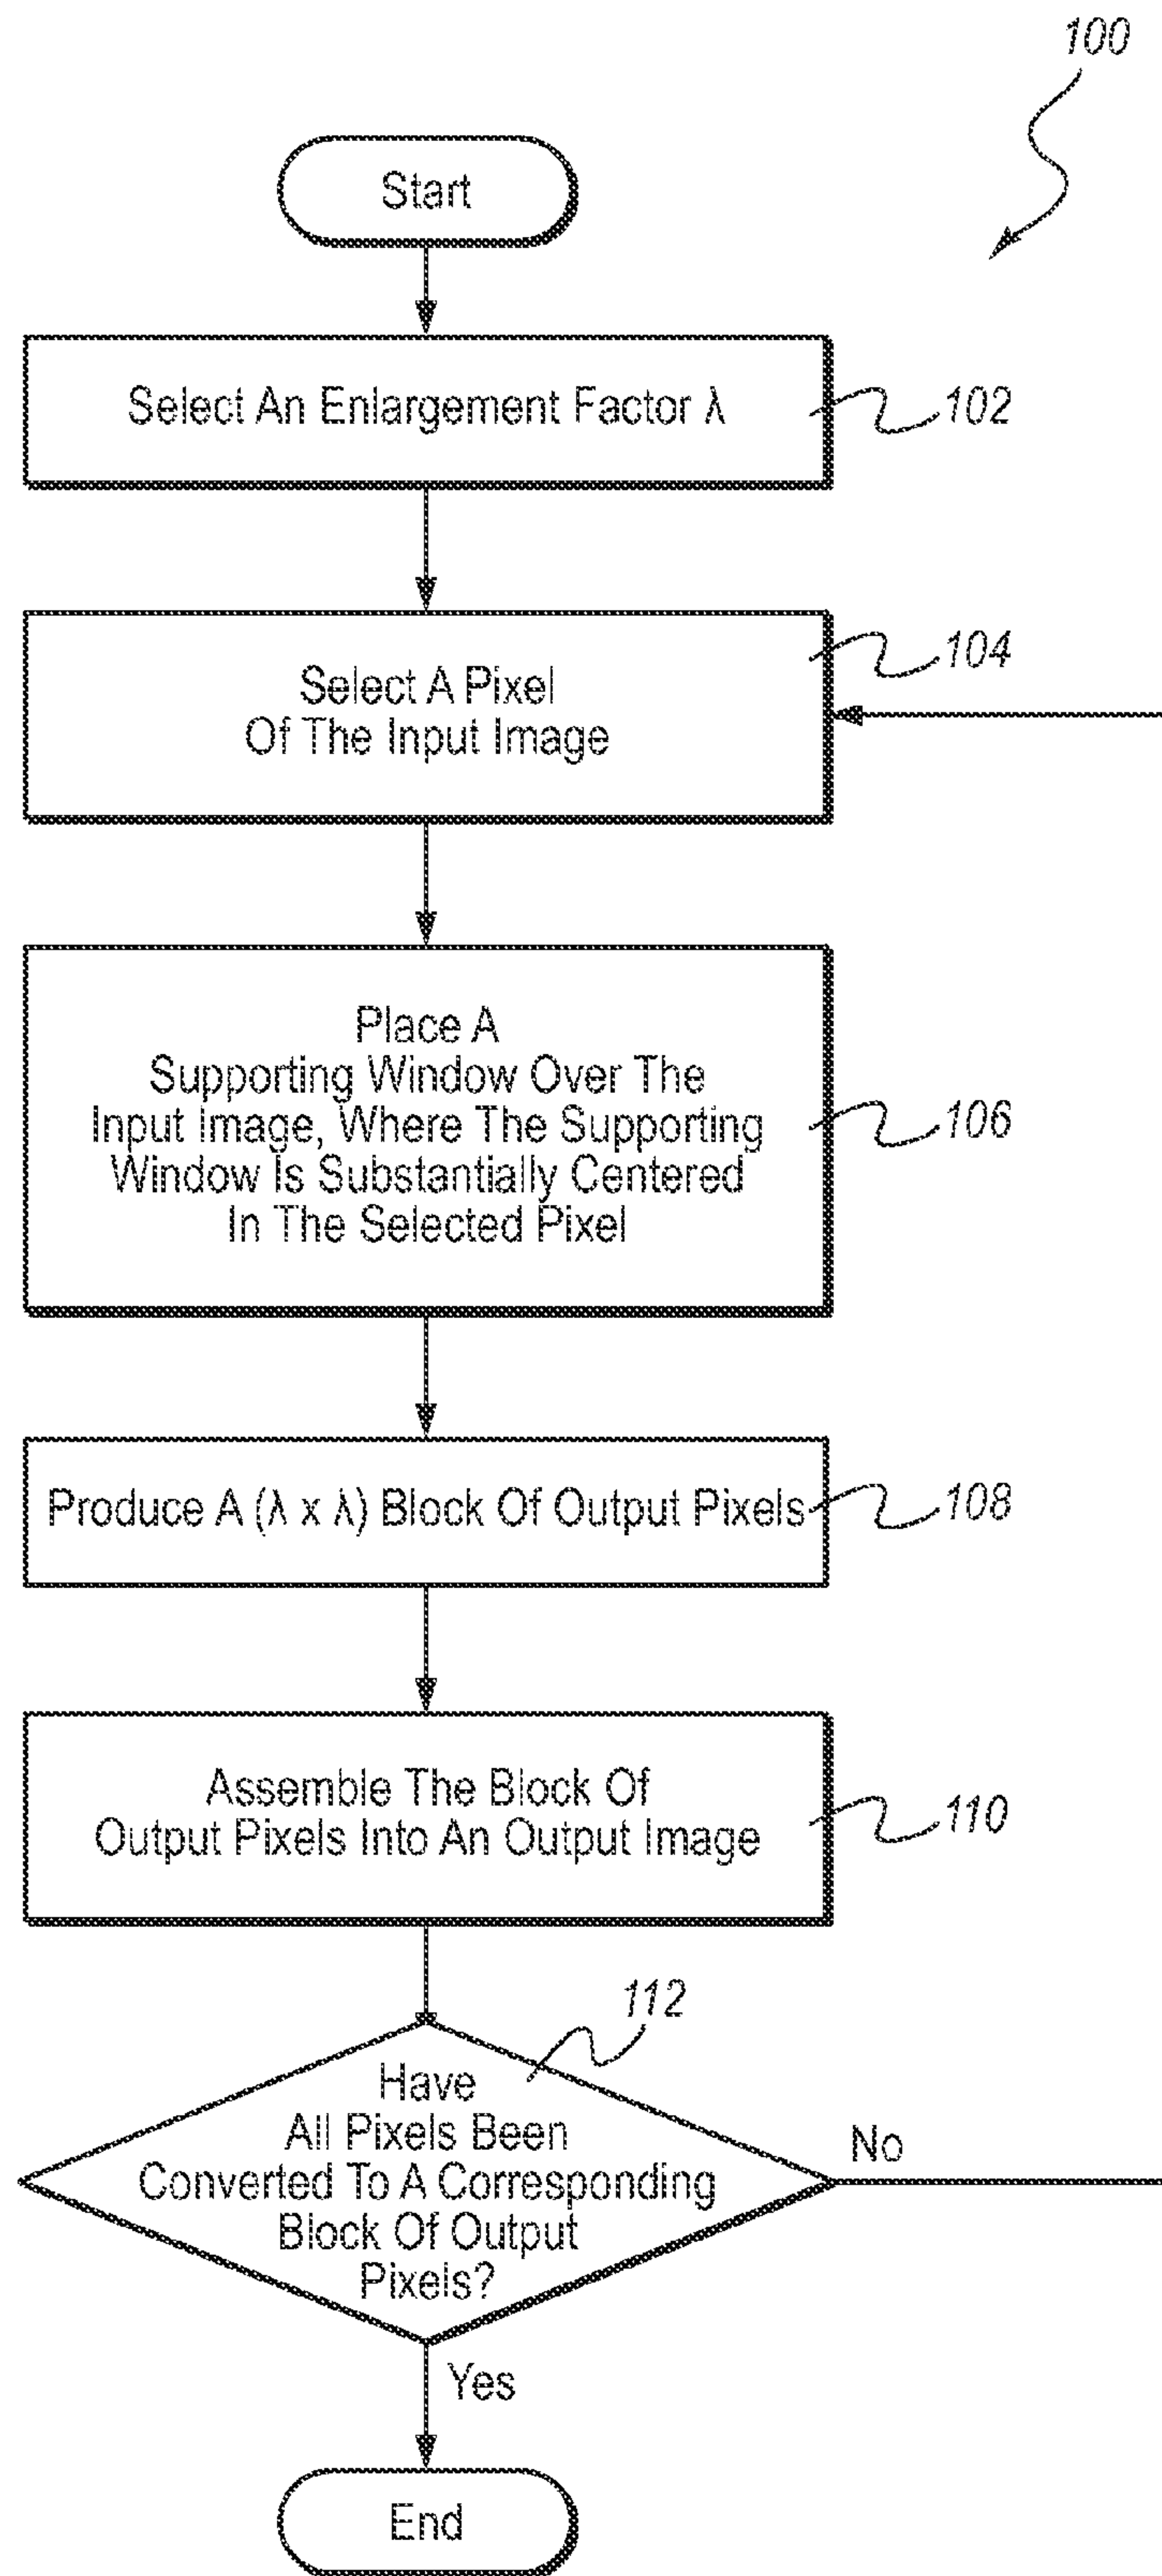 100
Start
Select An Enlargement Factor λ
102
Select A Pixel
Of The Input Image
104
Place A
Supporting Window Over The
Input Image, Where The Supporting
Window Is Substantially Centered
In The Selected Pixel
106
Produce A (λ x λ) Block Of Output Pixels
108
Assemble The Block Of
Output Pixels Into An Output Image
110
112
Have
All Pixels Been
Converted To A Corresponding
Block Of Output
Pixels?
No
Yes
End